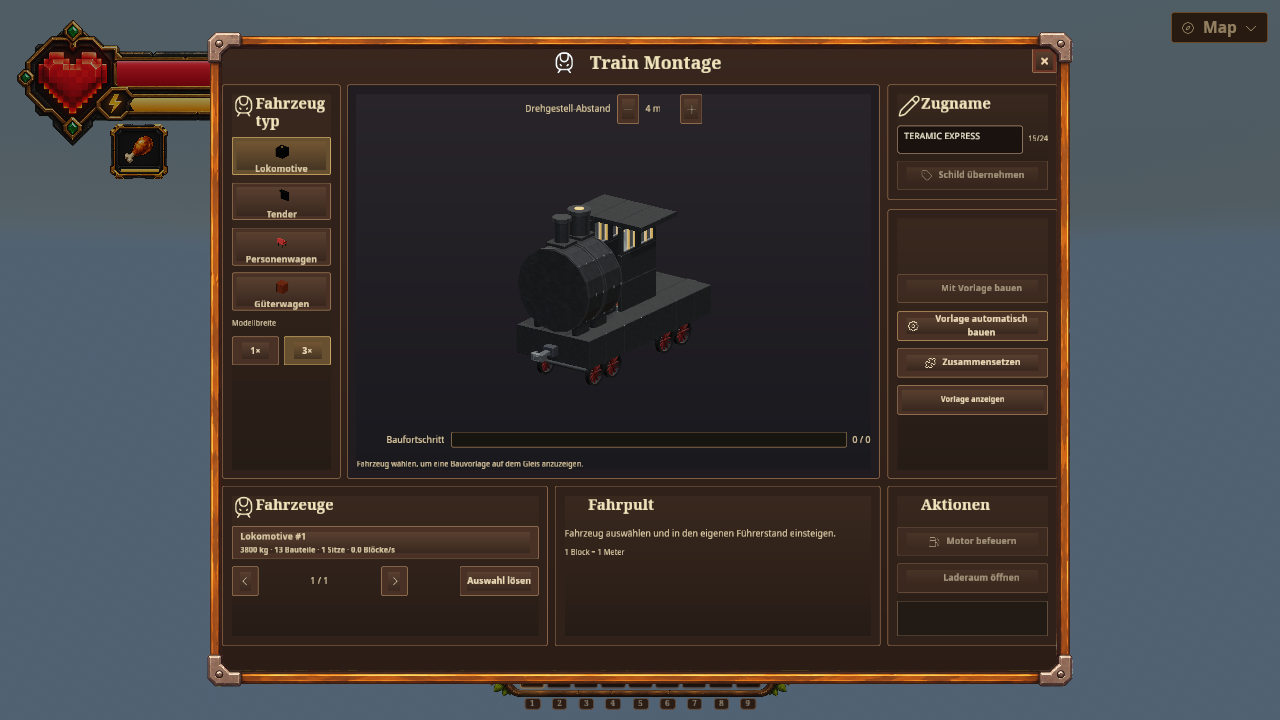 Map
Train Montage
×
Fahrzeug
typ
Lokomotive
Tender
Personenwagen
Güterwagen
Modellbreite
1×
3×
Drehgestell-Abstand
−
4 m
+
Baufortschritt
0 / 0
Fahrzeug wählen, um eine Bauvorlage auf dem Gleis anzuzeigen.
Zugname
TERAMIC EXPRESS
15/24
Schild übernehmen
Mit Vorlage bauen
Vorlage automatisch
bauen
Zusammensetzen
Vorlage anzeigen
Fahrzeuge
Lokomotive #1
3800 kg · 13 Bauteile · 1 Sitze · 0.0 Blöcke/s
<
1 / 1
>
Auswahl lösen
Fahrpult
Fahrzeug auswählen und in den eigenen Führerstand einsteigen.
1 Block = 1 Meter
Aktionen
Motor befeuern
Laderaum öffnen
1 2 3 4 5 6 7 8 9